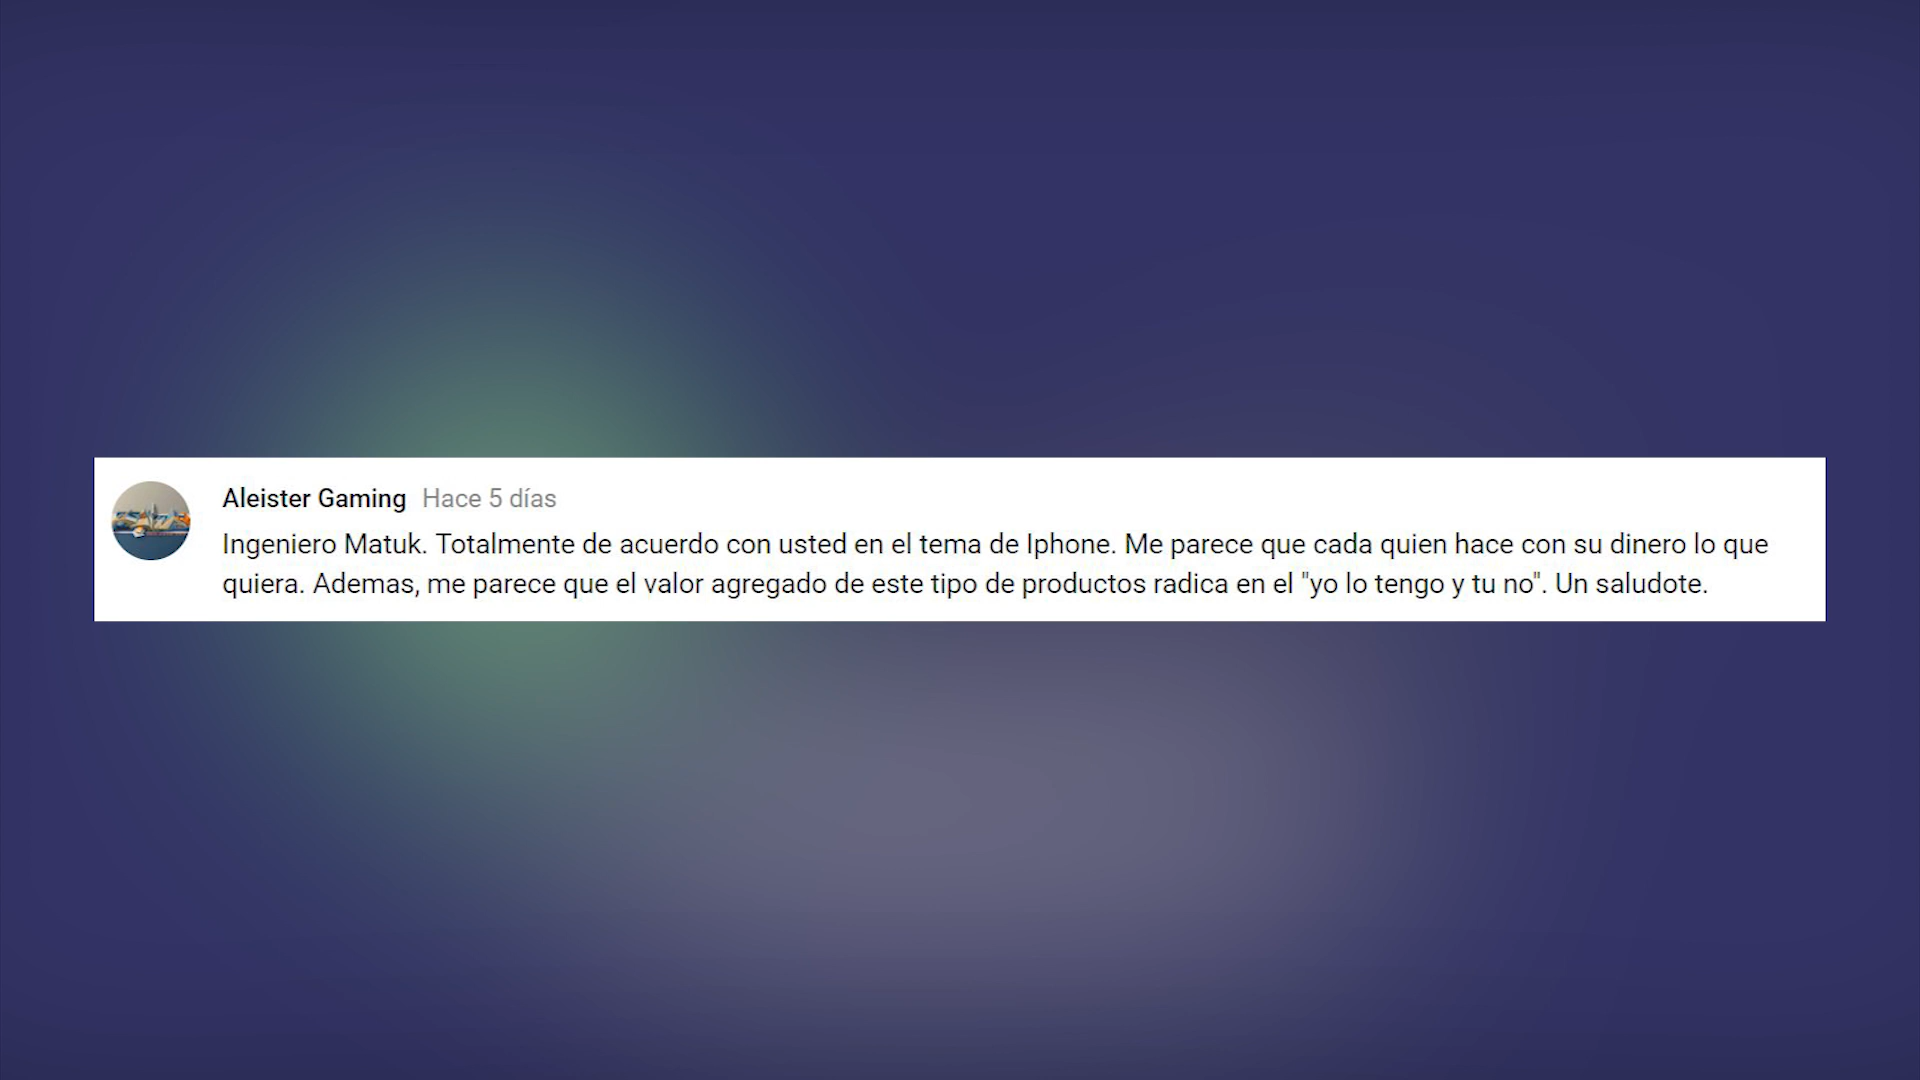 Aleister Gaming Hace 5 días
Ingeniero Matuk. Totalmente de acuerdo con usted en el tema de Iphone. Me parece que cada quien hace con su dinero lo que
quiera. Ademas, me parece que el valor agregado de este tipo de productos radica en el "yo lo tengo y tu no". Un saludote.